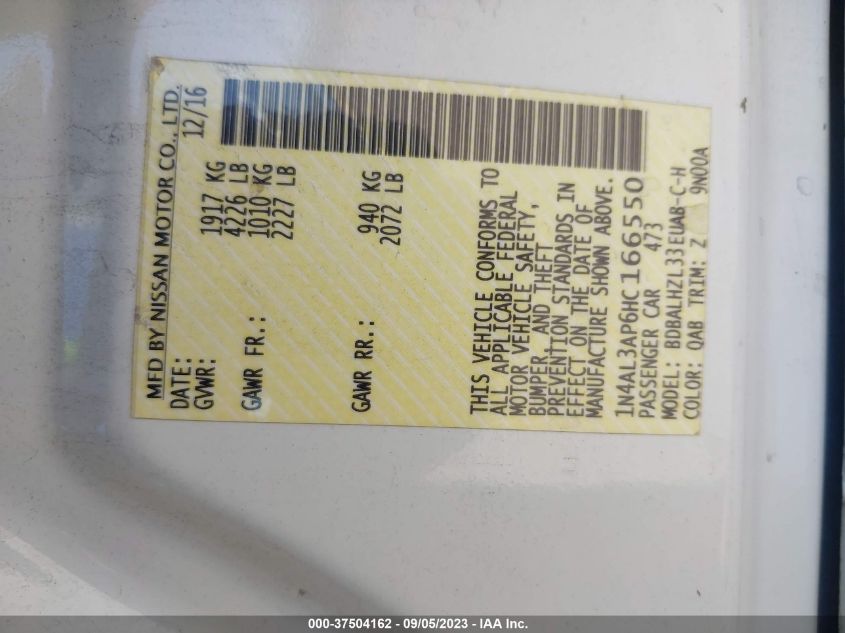 MFD BY NISSAN MOTOR CO., LTD.
DATE: 12/16
GVWR: 1917 KG
4226 LB
GAWR FR.: 1010 KG
2227 LB
GAWR RR.: 940 KG
2072 LB
THIS VEHICLE CONFORMS TO
ALL APPLICABLE FEDERAL
MOTOR VEHICLE SAFETY,
BUMPER, AND THEFT
PREVENTION STANDARDS IN
EFFECT ON THE DATE OF
MANUFACTURE SHOWN ABOVE.
1N4AL3AP6HC166550
PASSENGER CAR 473
MODEL: BDBALHZL33EUAB-C-H
COLOR: QAB TRIM: Z 9N00A
000-37504162 - 09/05/2023 - IAA Inc.